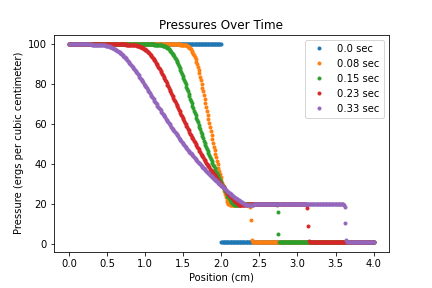 Pressures Over Time
Pressure (ergs per cubic centimeter)
100
80
60
40
20
0
0.0 sec
0.08 sec
0.15 sec
0.23 sec
0.33 sec
0.0 0.5 1.0 1.5 2.0 2.5 3.0 3.5 4.0
Position (cm)